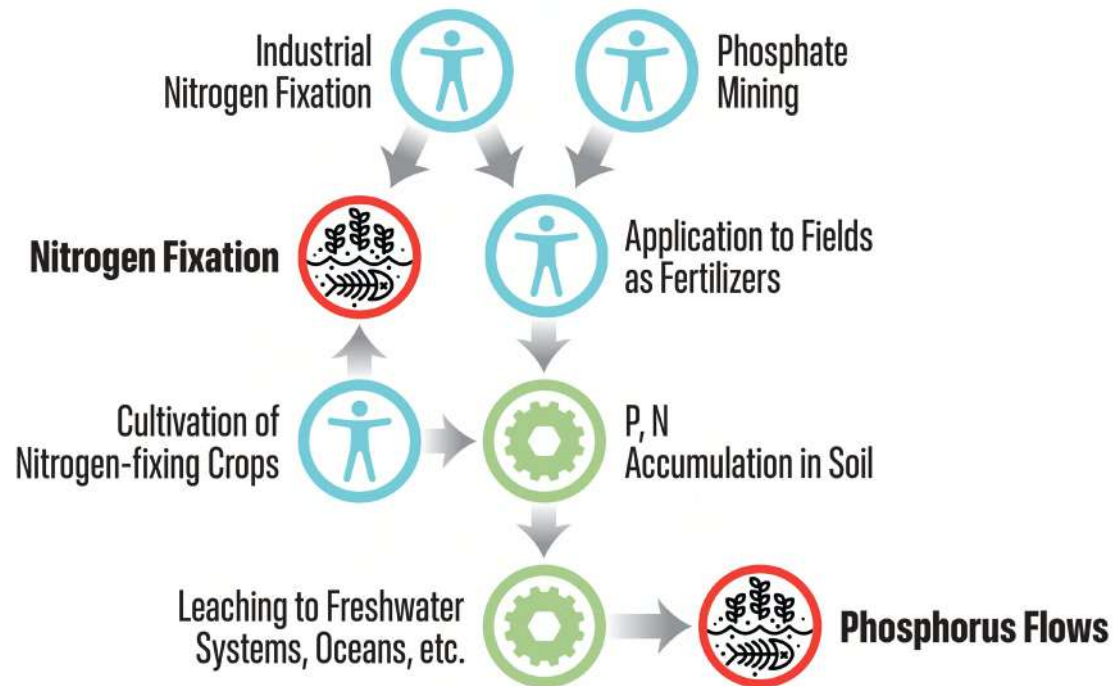 Industrial
Nitrogen Fixation
Phosphate
Mining
Nitrogen Fixation
Application to Fields
as Fertilizers
Cultivation of
Nitrogen-fixing Crops
P, N
Accumulation in Soil
Leaching to Freshwater
Systems, Oceans, etc.
Phosphorus Flows